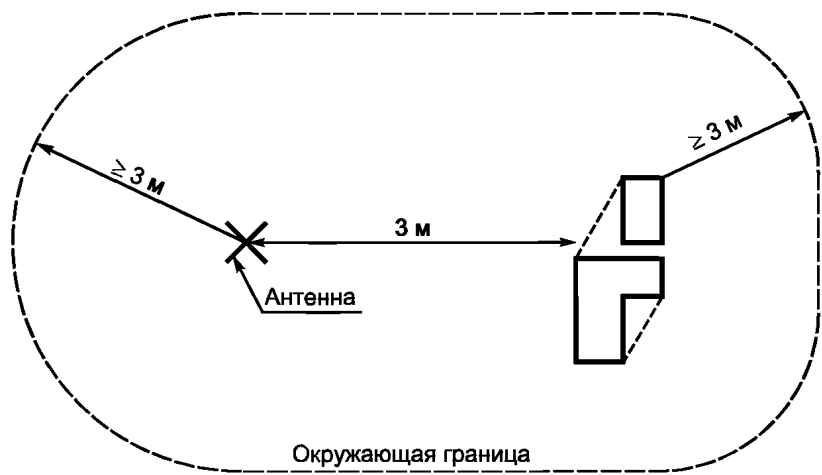 ≥ 3 м
≥ 3 м
3 м
Антенна
Окружающая граница